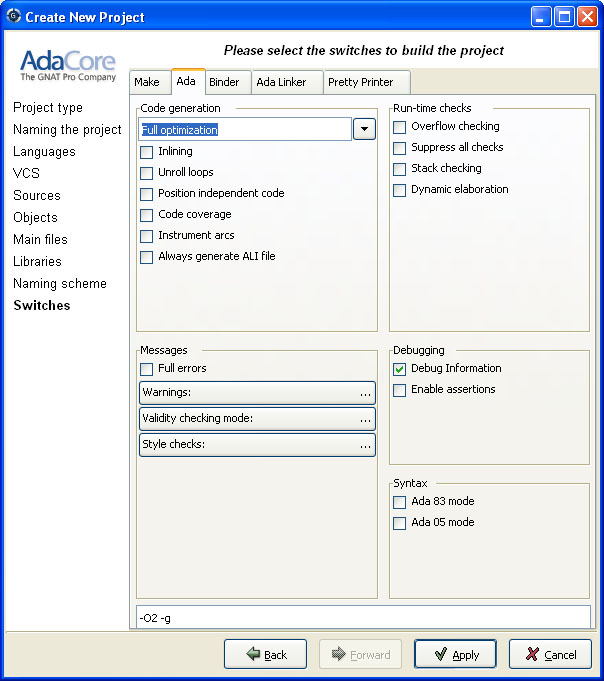 Create New Project
AdaCore
The GNAT Pro Company
Please select the switches to build the project
Project type
Naming the project
Languages
VCS
Sources
Objects
Main files
Libraries
Naming scheme
Switches
Make
Ada
Binder
Ada Linker
Pretty Printer
Code generation
Full optimization
Inlining
Unroll loops
Position independent code
Code coverage
Instrument arcs
Always generate ALI file
Run-time checks
Overflow checking
Suppress all checks
Stack checking
Dynamic elaboration
Messages
Full errors
Warnings: ...
Validity checking mode: ...
Style checks: ...
Debugging
Debug Information
Enable assertions
Syntax
Ada 83 mode
Ada 05 mode
-O2 -g
Back
Forward
Apply
Cancel